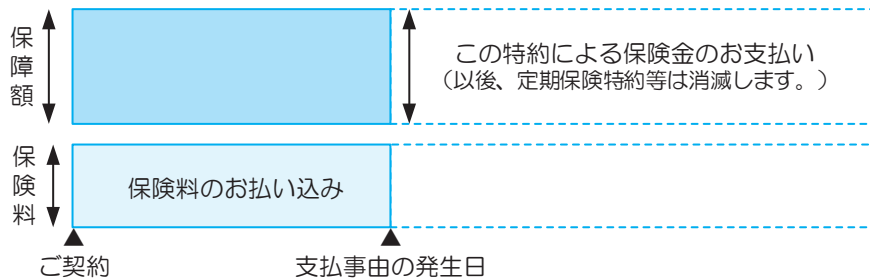 保障額
この特約による保険金のお支払い
（以後、定期保険特約等は消滅します。）
保険料
保険料のお払い込み
ご契約
支払事由の発生日